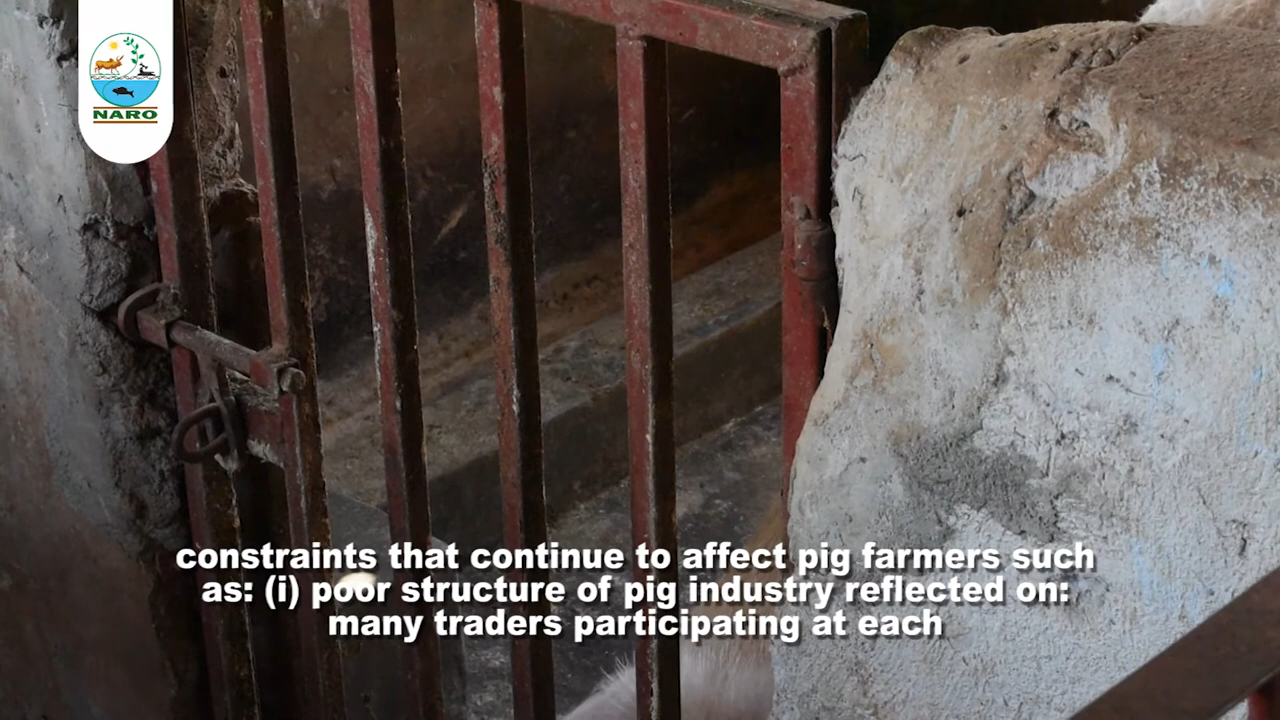 NARO
constraints that continue to affect pig farmers such
as: (i) poor structure of pig industry reflected on:
many traders participating at each